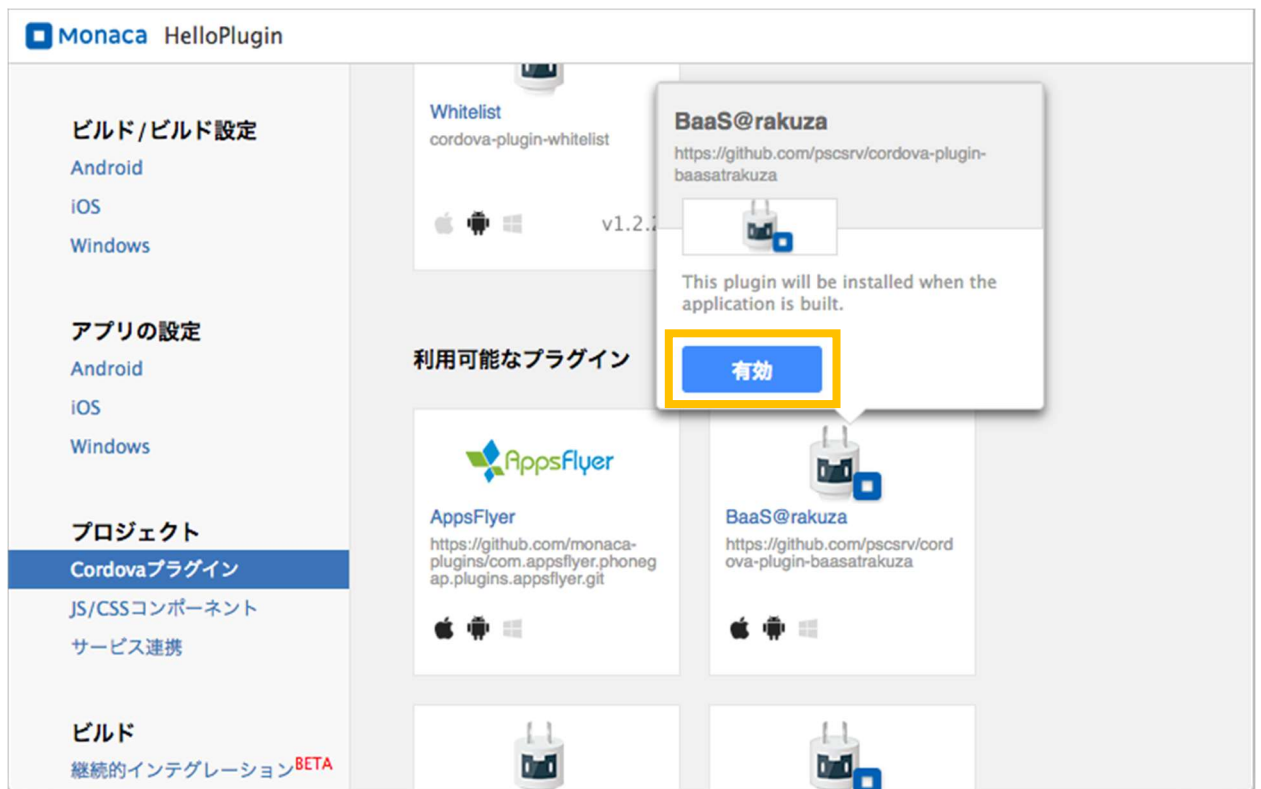 Monaca HelloPlugin
ビルド/ビルド設定
Android
iOS
Windows
アプリの設定
Android
iOS
Windows
プロジェクト
Cordovaプラグイン
JS/CSSコンポーネント
サービス連携
ビルド
継続的インテグレーションBETA
Whitelist
cordova-plugin-whitelist
v1.2.
BaaS@rakuza
https://github.com/pscsrv/cordova-plugin-
baasatrakuza
This plugin will be installed when the
application is built.
有効
利用可能なプラグイン
AppsFlyer
AppsFlyer
https://github.com/monaca-
plugins/com.appsflyer.phoneg
ap.plugins.appsflyer.git
BaaS@rakuza
https://github.com/pscsrv/cord
ova-plugin-baasatrakuza